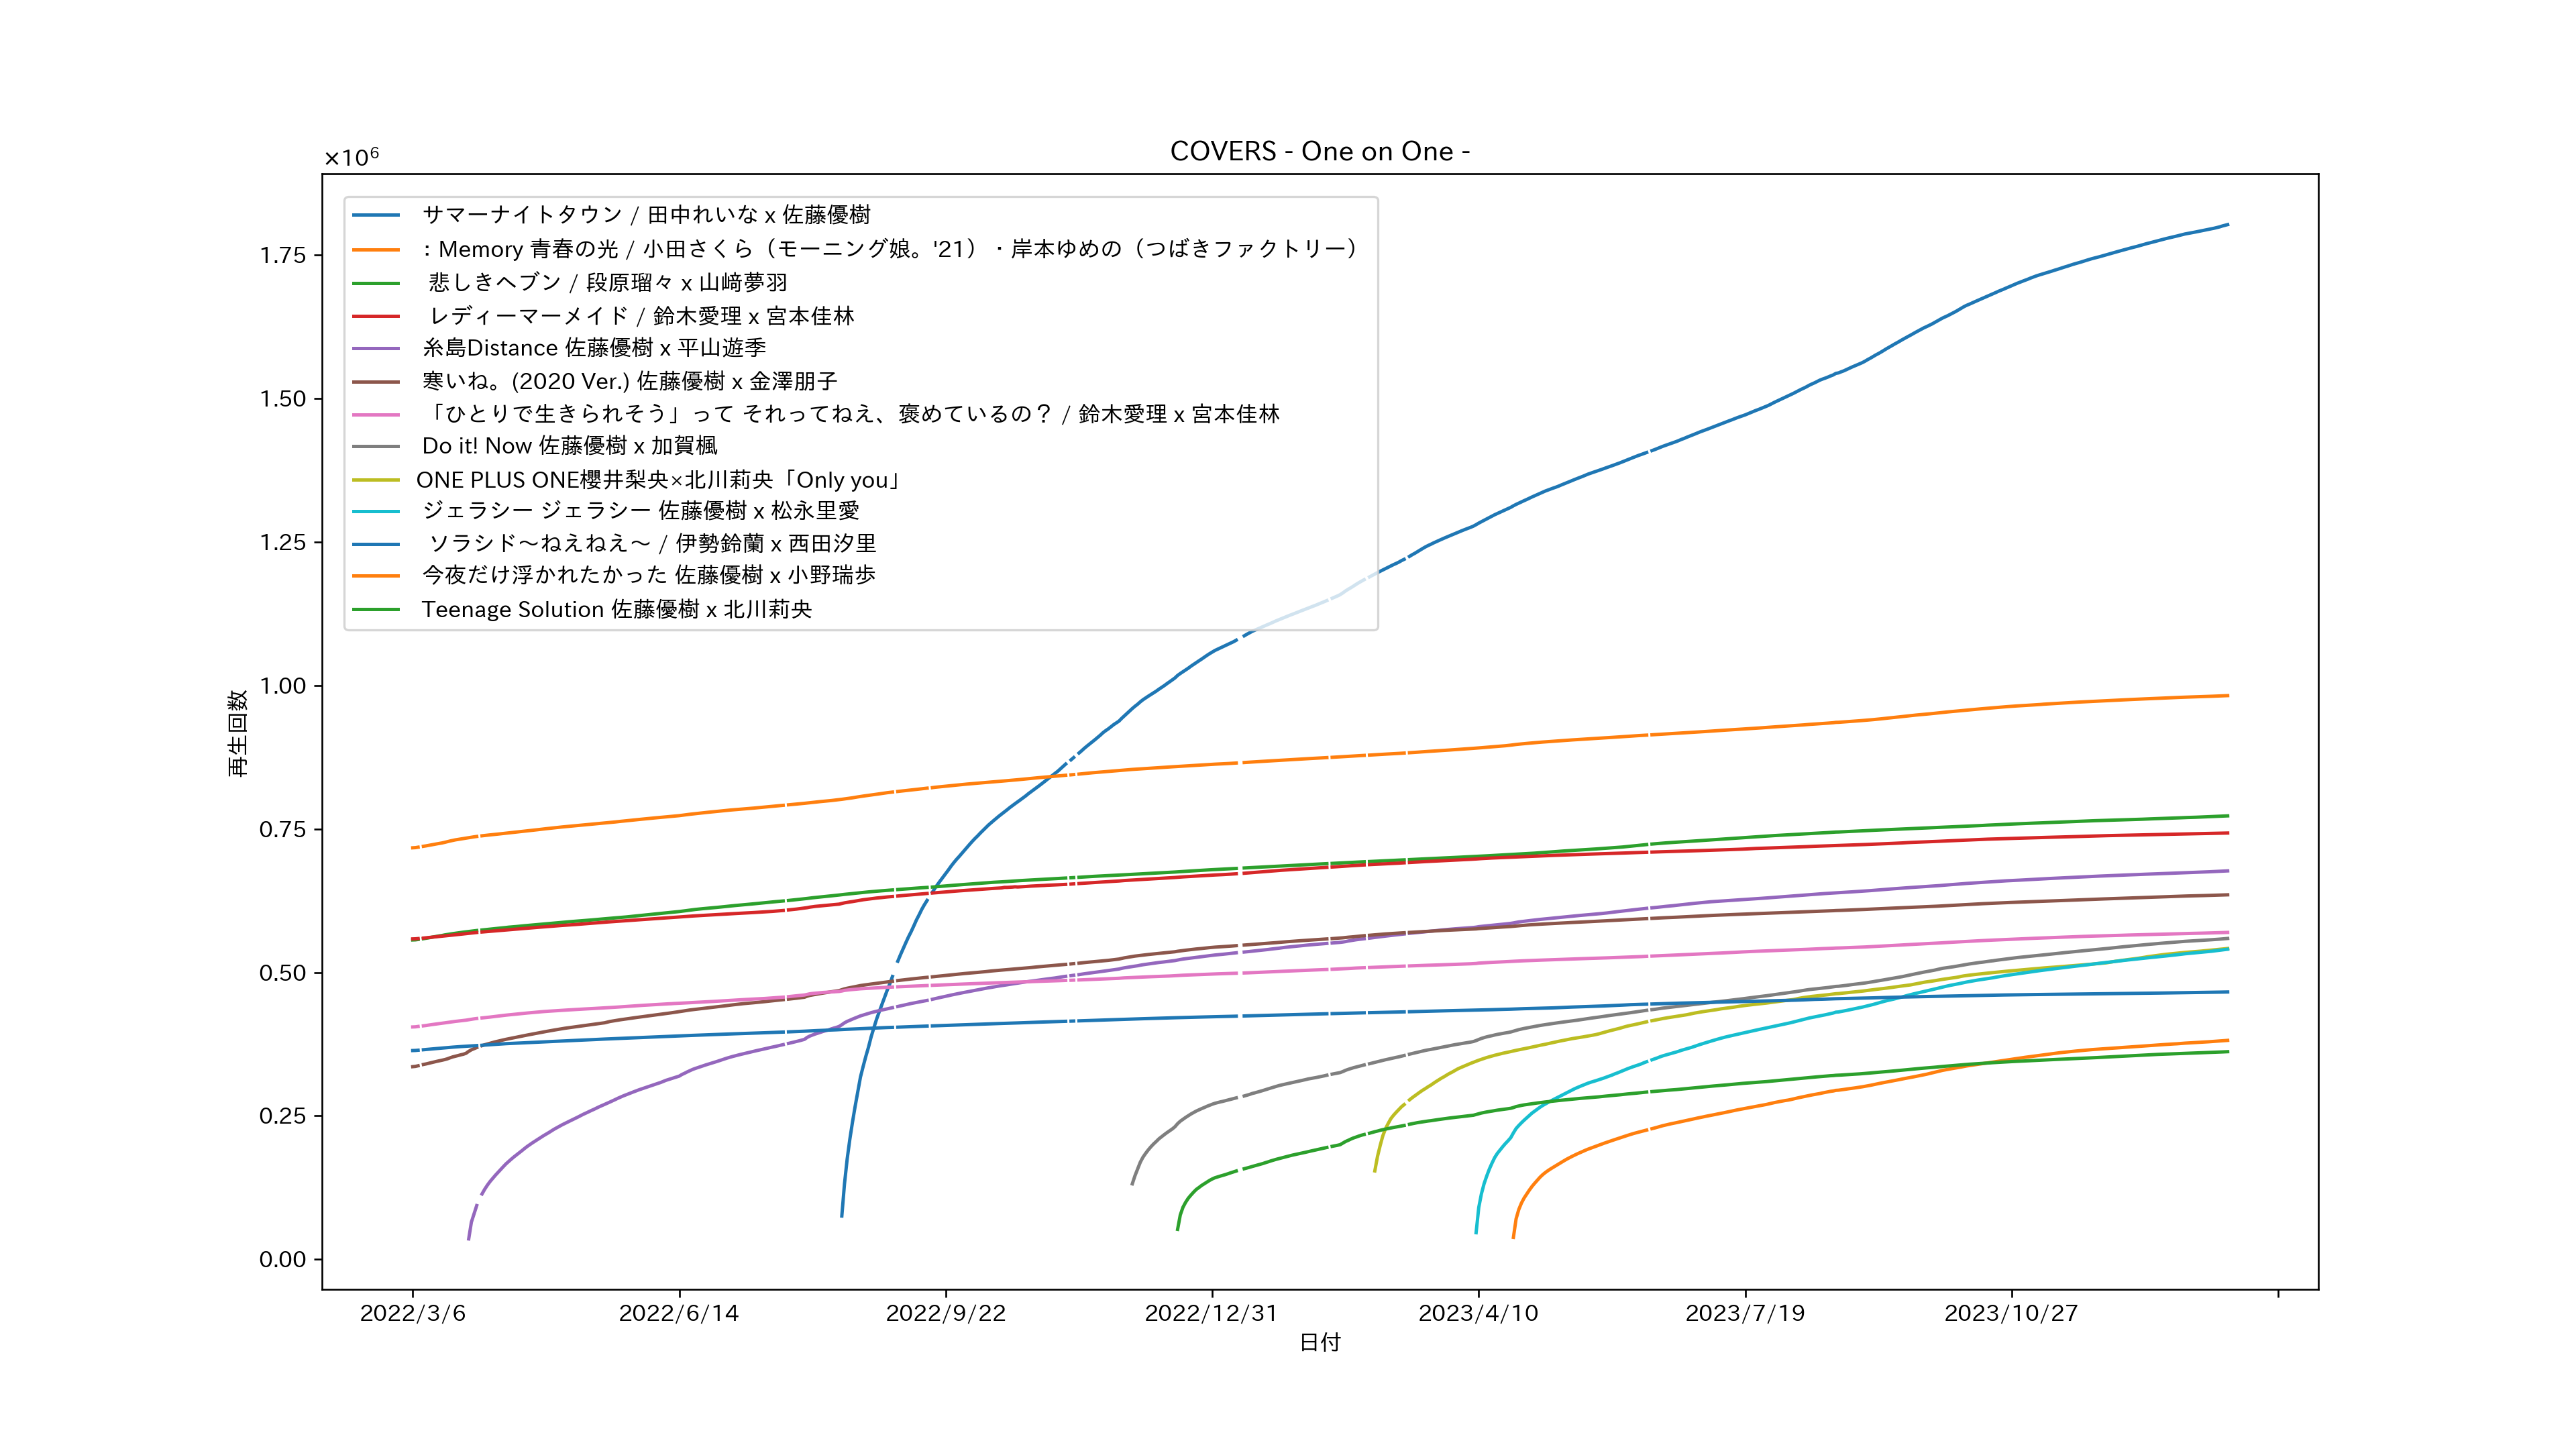 COVERS - One on One -
×10⁶
1.75
1.50
1.25
1.00
0.75
0.50
0.25
0.00
再生回数
サマーナイトタウン / 田中れいな x 佐藤優樹
: Memory 青春の光 / 小田さくら（モーニング娘。'21）・岸本ゆめの（つばきファクトリー）
悲しきヘブン / 段原瑠々 x 山﨑夢羽
レディーマーメイド / 鈴木愛理 x 宮本佳林
糸島Distance 佐藤優樹 x 平山遊季
寒いね。(2020 Ver.) 佐藤優樹 x 金澤朋子
「ひとりで生きられそう」って それってねえ、褒めているの？ / 鈴木愛理 x 宮本佳林
Do it! Now 佐藤優樹 x 加賀楓
ONE PLUS ONE櫻井梨央×北川莉央「Only you」
ジェラシー ジェラシー 佐藤優樹 x 松永里愛
ソラシド〜ねえねえ〜 / 伊勢鈴蘭 x 西田汐里
今夜だけ浮かれたかった 佐藤優樹 x 小野瑞歩
Teenage Solution 佐藤優樹 x 北川莉央
2022/3/6
2022/6/14
2022/9/22
2022/12/31
2023/4/10
2023/7/19
2023/10/27
日付